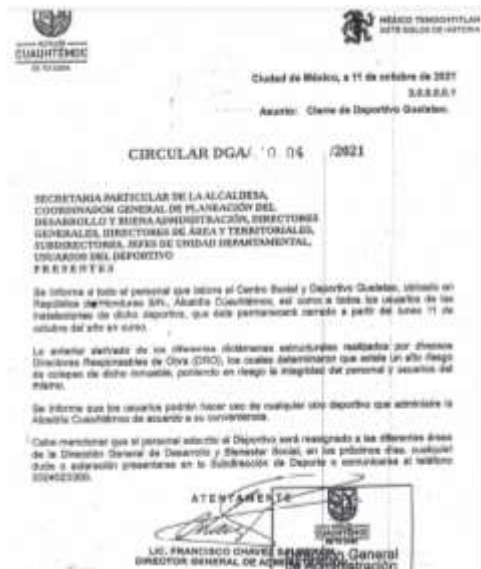 ALCALDÍA
CUAUHTÉMOC
MÉXICO TENOCHTITLAN
SIETE SIGLOS DE HISTORIA
Ciudad de México, a 11 de octubre de 2021
Asunto: Cierre de Deportivo Guelatao.
CIRCULAR DGA/ /2021
SECRETARIA PARTICULAR DE LA ALCALDESA,
COORDINADOR GENERAL DE PLANEACIÓN DEL
DESARROLLO Y BUENA ADMINISTRACIÓN, DIRECTORES
GENERALES, DIRECTORES DE ÁREA Y TERRITORIALES,
SUBDIRECTORES, JEFES DE UNIDAD DEPARTAMENTAL,
USUARIOS DEL DEPORTIVO
P R E S E N T E S
Se informa a todo el personal que labora el Centro Social y Deportivo Guelatao, ubicado en
República de Honduras S/N., Alcaldía Cuauhtémoc, así como a todos los usuarios de las
instalaciones de dicho deportivo, que éste permanecerá cerrado a partir del lunes 11 de
octubre del año en curso.
Lo anterior derivado de los diferentes dictámenes estructurales realizados por diversos
Directores Responsables de Obra (DRO), los cuales determinaron que existe un alto riesgo
de colapso de dicho inmueble, poniendo en riesgo la integridad del personal y usuarios del
mismo.
Se informa que los usuarios podrán hacer uso de cualquier otro deportivo que administre la
Alcaldía Cuauhtémoc de acuerdo a su conveniencia.
Cabe mencionar que el personal adscrito al Deportivo será reasignado a las diferentes áreas
de la Dirección General de Desarrollo y Bienestar Social, en los próximos días, cualquier
duda o aclaración presentarse en la Subdirección de Deporte o comunicarse al teléfono
A T E N T A M E N T E
LIC. FRANCISCO CHÁVEZ
DIRECTOR GENERAL DE
CUAUHTÉMOC
General
de Administración